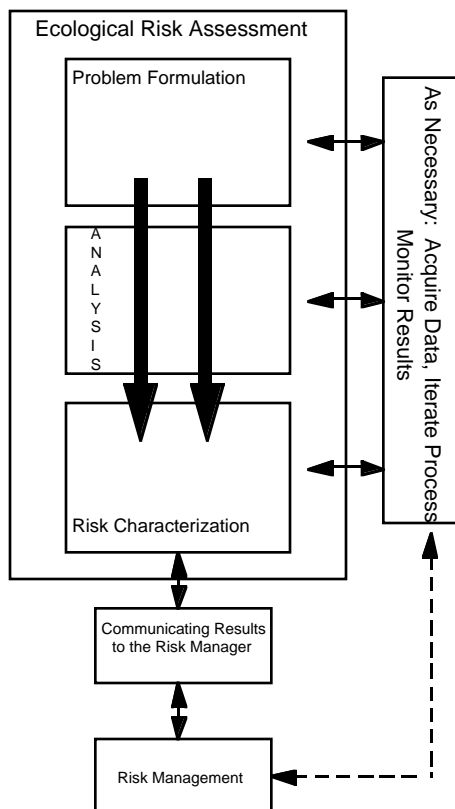 Ecological Risk Assessment
Problem Formulation
ANALYSIS
Risk Characterization
As Necessary: Acquire Data, Iterate Process
Monitor Results
Communicating Results
to the Risk Manager
Risk Management